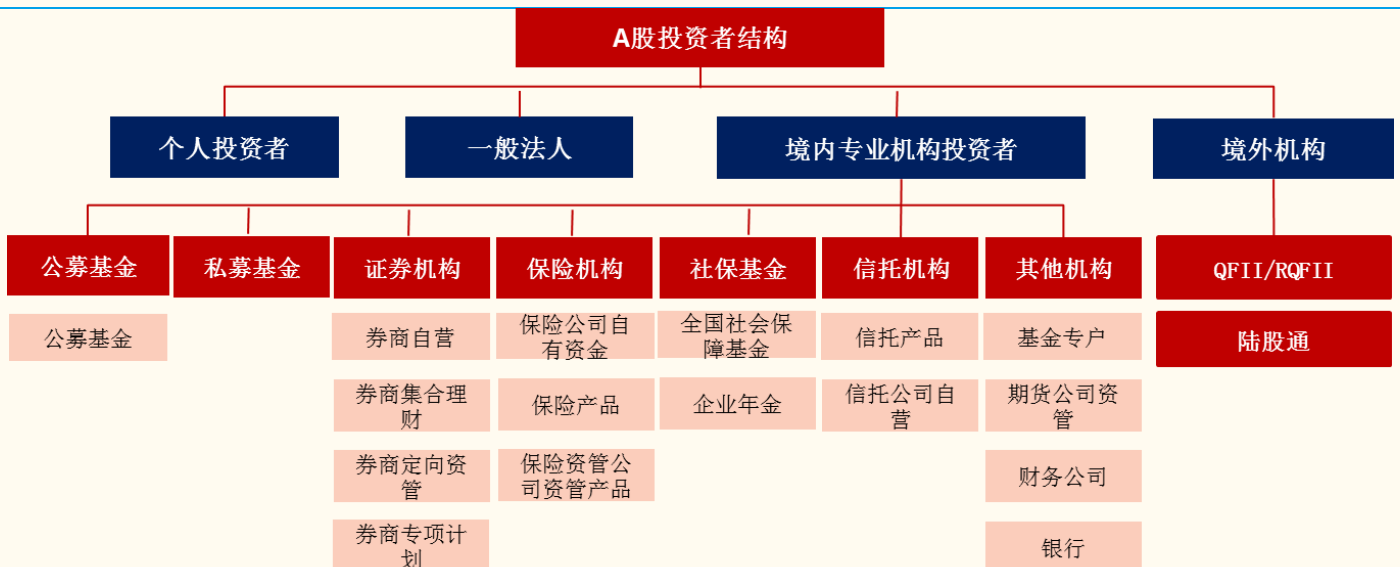 A股投资者结构
个人投资者
一般法人
境内专业机构投资者
境外机构
公募基金
私募基金
证券机构
保险机构
社保基金
信托机构
其他机构
QFII/RQFII
公募基金
券商自营
保险公司自
有资金
全国社会保
障基金
信托产品
基金专户
陆股通
券商集合理
财
保险产品
企业年金
信托公司自
营
期货公司资
管
券商定向资
管
保险资管公
司资管产品
财务公司
券商专项计
划
银行